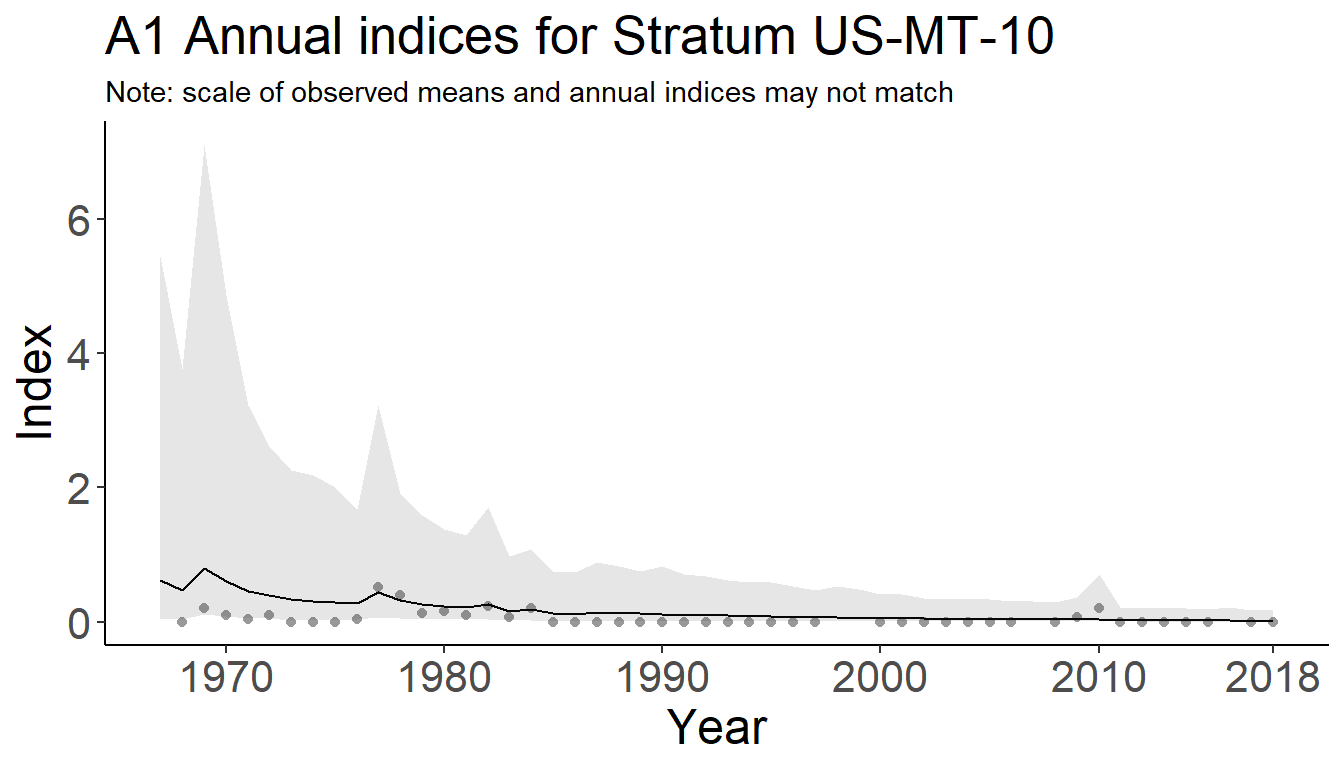 A1 Annual indices for Stratum US-MT-10
Note: scale of observed means and annual indices may not match
Index
6
4
2
0
1970 1980 1990 2000 2010 2018
Year